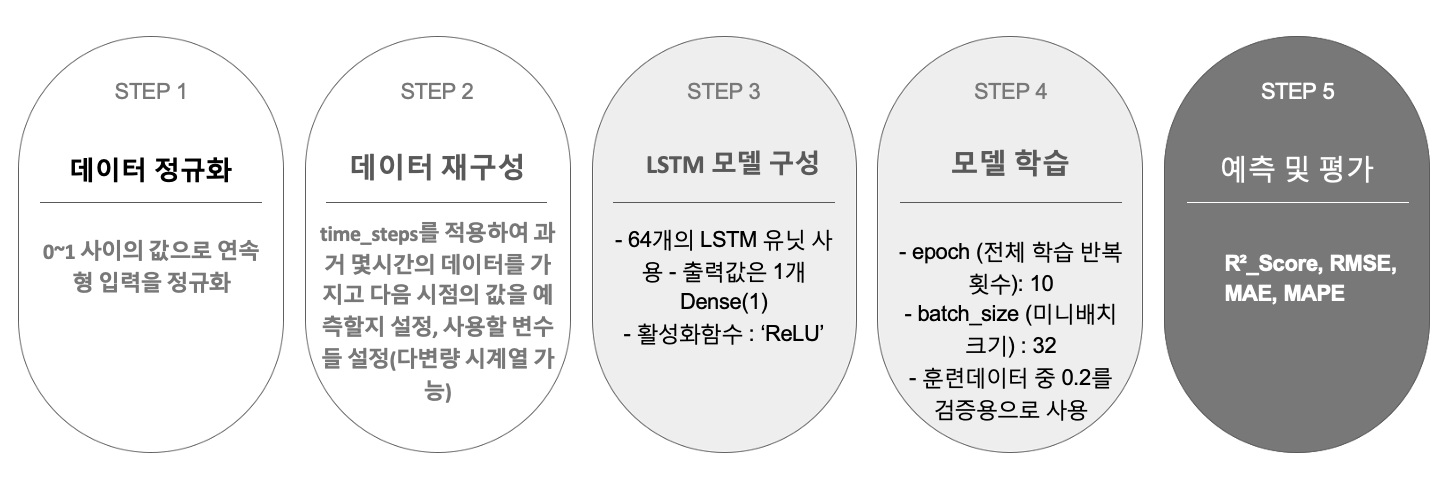 STEP 1
데이터 정규화
0~1 사이의 값으로 연속
형 입력을 정규화
STEP 2
데이터 재구성
time_steps를 적용하여 과
거 몇시간의 데이터를 가
지고 다음 시점의 값을 예
측할지 설정, 사용할 변수
들 설정(다변량 시계열 가
능)
STEP 3
LSTM 모델 구성
- 64개의 LSTM 유닛 사
용 - 출력값은 1개
Dense(1)
- 활성화함수 : ‘ReLU’
STEP 4
모델 학습
- epoch (전체 학습 반복
횟수): 10
- batch_size (미니배치
크기) : 32
- 훈련데이터 중 0.2를
검증용으로 사용
STEP 5
예측 및 평가
R²_Score, RMSE,
MAE, MAPE